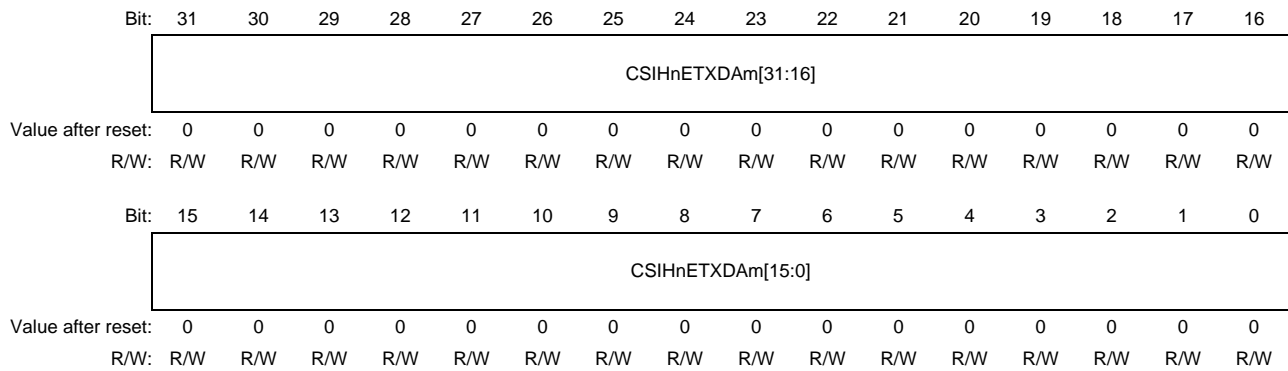 Bit: 31 30 29 28 27 26 25 24 23 22 21 20 19 18 17 16
CSIHnETXDAm[31:16]
Value after reset: 0 0 0 0 0 0 0 0 0 0 0 0 0 0 0 0
R/W: R/W R/W R/W R/W R/W R/W R/W R/W R/W R/W R/W R/W R/W R/W R/W R/W
Bit: 15 14 13 12 11 10 9 8 7 6 5 4 3 2 1 0
CSIHnETXDAm[15:0]
Value after reset: 0 0 0 0 0 0 0 0 0 0 0 0 0 0 0 0
R/W: R/W R/W R/W R/W R/W R/W R/W R/W R/W R/W R/W R/W R/W R/W R/W R/W